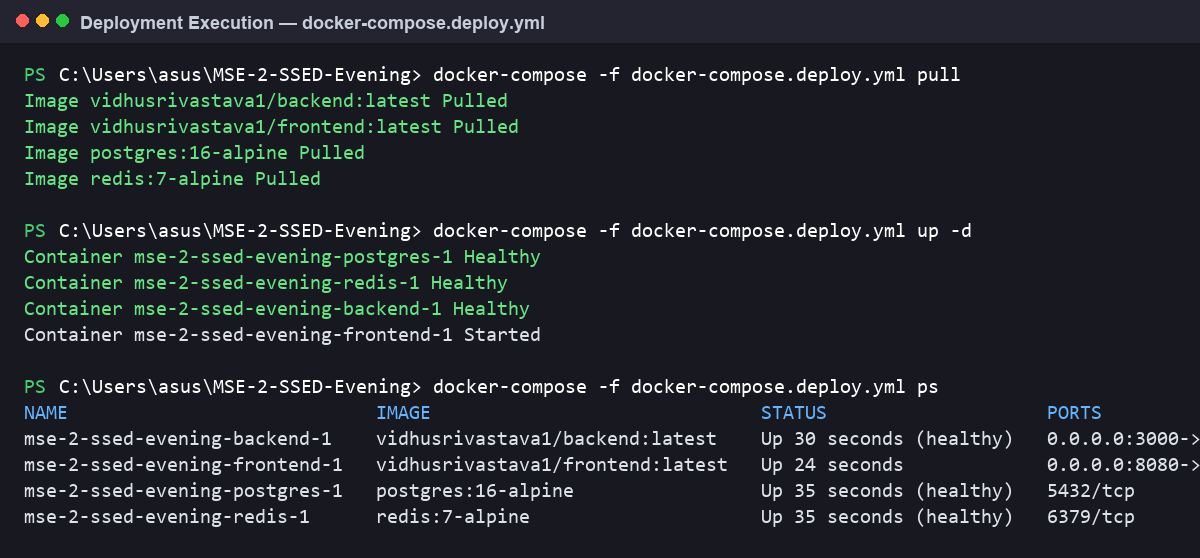 Deployment Execution — docker-compose.deploy.yml
PS C:\Users\asus\MSE-2-SSED-Evening> docker-compose -f docker-compose.deploy.yml pull
Image vidhusrivastava1/backend:latest Pulled
Image vidhusrivastava1/frontend:latest Pulled
Image postgres:16-alpine Pulled
Image redis:7-alpine Pulled
PS C:\Users\asus\MSE-2-SSED-Evening> docker-compose -f docker-compose.deploy.yml up -d
Container mse-2-ssed-evening-postgres-1 Healthy
Container mse-2-ssed-evening-redis-1 Healthy
Container mse-2-ssed-evening-backend-1 Healthy
Container mse-2-ssed-evening-frontend-1 Started
PS C:\Users\asus\MSE-2-SSED-Evening> docker-compose -f docker-compose.deploy.yml ps
NAME IMAGE STATUS PORTS
mse-2-ssed-evening-backend-1 vidhusrivastava1/backend:latest Up 30 seconds (healthy) 0.0.0.0:3000->
mse-2-ssed-evening-frontend-1 vidhusrivastava1/frontend:latest Up 24 seconds 0.0.0.0:8080->
mse-2-ssed-evening-postgres-1 postgres:16-alpine Up 35 seconds (healthy) 5432/tcp
mse-2-ssed-evening-redis-1 redis:7-alpine Up 35 seconds (healthy) 6379/tcp